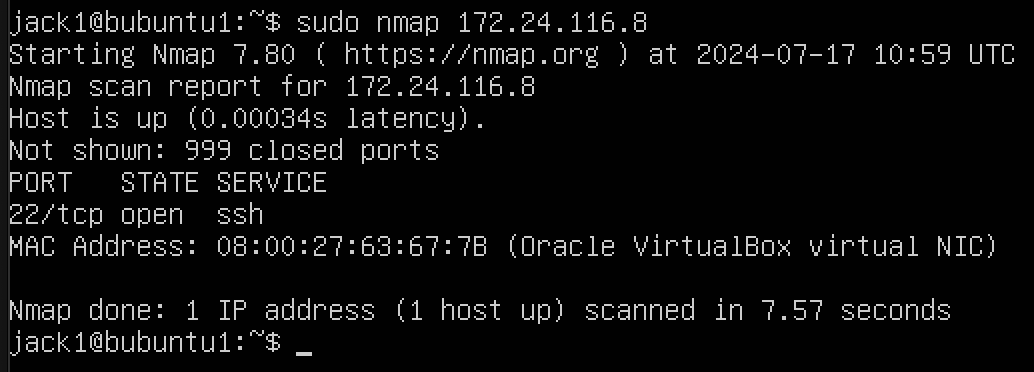 jack1@bubuntu1:~$ sudo nmap 172.24.116.8
Starting Nmap 7.80 ( https://nmap.org ) at 2024-07-17 10:59 UTC
Nmap scan report for 172.24.116.8
Host is up (0.00034s latency).
Not shown: 999 closed ports
PORT   STATE SERVICE
22/tcp open  ssh
MAC Address: 08:00:27:63:67:7B (Oracle VirtualBox virtual NIC)

Nmap done: 1 IP address (1 host up) scanned in 7.57 seconds
jack1@bubuntu1:~$ _